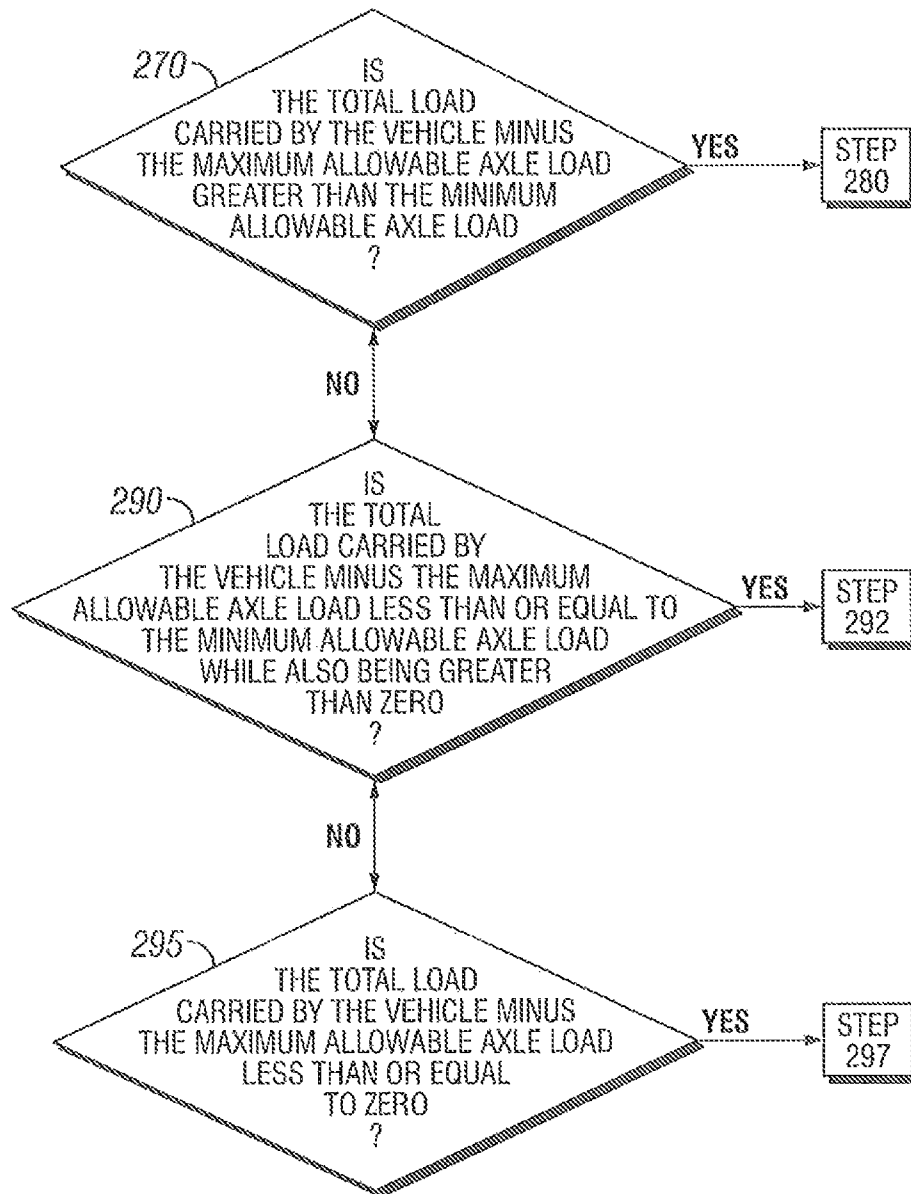 270
IS
THE TOTAL LOAD
CARRIED BY THE VEHICLE MINUS
THE MAXIMUM ALLOWABLE AXLE LOAD
GREATER THAN THE MINIMUM
ALLOWABLE AXLE LOAD
?
YES
STEP
280
NO
290
IS
THE TOTAL
LOAD CARRIED BY
THE VEHICLE MINUS THE MAXIMUM
ALLOWABLE AXLE LOAD LESS THAN OR EQUAL TO
THE MINIMUM ALLOWABLE AXLE LOAD
WHILE ALSO BEING GREATER
THAN ZERO
?
YES
STEP
292
NO
295
IS
THE TOTAL LOAD
CARRIED BY THE VEHICLE MINUS
THE MAXIMUM ALLOWABLE AXLE LOAD
LESS THAN OR EQUAL
TO ZERO
?
YES
STEP
297